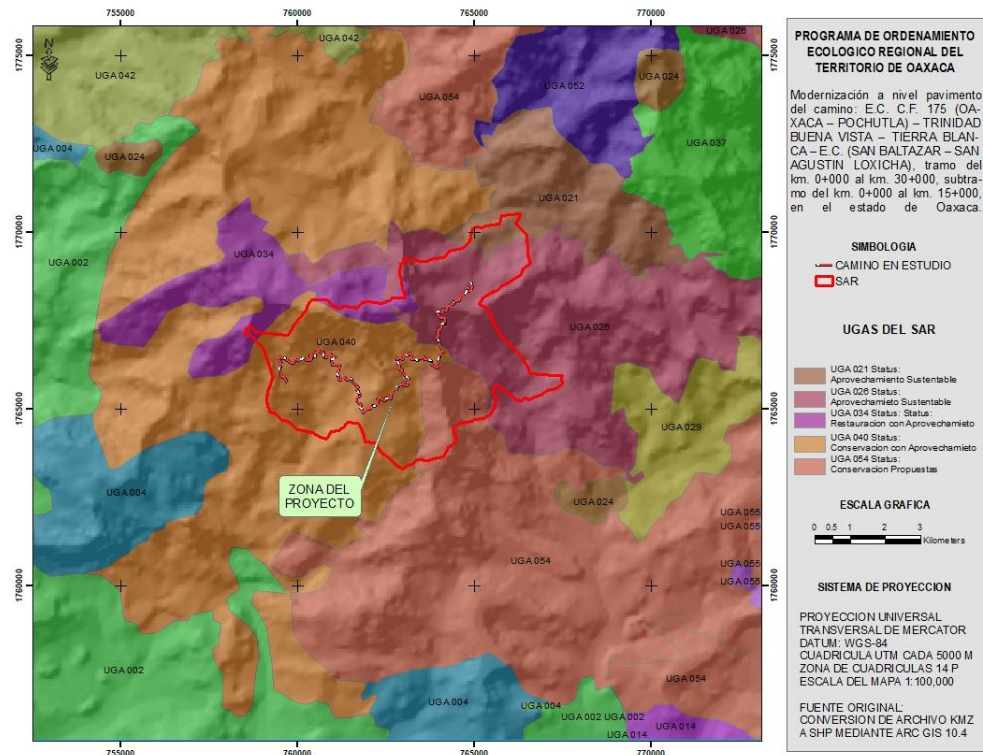 755000
760000
765000
770000
1775000
1775000
N
UGA 042
UGA 042
UGA 026
UGA 054
UGA 052
UGA 024
UGA 004
UGA 024
UGA 037
UGA 021
1770000
1770000
UGA 002
UGA 034
UGA 040
UGA 026
1765000
1765000
UGA 029
UGA 004
ZONA DEL
PROYECTO
UGA 024
UGA 055
UGA 055
UGA 054
UGA 055
UGA 055
1760000
1760000
UGA 002
UGA 054
UGA 004
UGA 004
UGA 002
UGA 002
UGA 014
UGA 014
755000
760000
765000
770000
PROGRAMA DE ORDENAMIENTO
ECOLOGICO REGIONAL DEL
TERRITORIO DE OAXACA
Modernización a nivel pavimento
del camino: E.C. C.F. 175 (OA-
XACA – POCHUTLA) – TRINIDAD
BUENA VISTA – TIERRA BLAN-
CA – E.C. (SAN BALTAZAR – SAN
AGUSTIN LOXICHA), tramo del
km. 0+000 al km. 30+000, subtra-
mo del km. 0+000 al km. 15+000,
en el estado de Oaxaca.
SIMBOLOGIA
CAMINO EN ESTUDIO
SAR
UGAS DEL SAR
UGA 021 Status:
Aprovechamiento Sustentable
UGA 026 Status:
Aprovechamieto Sustentable
UGA 034 Status: Status:
Restauracion con Aprovechamieto
UGA 040 Status:
Conservacion con Aprovechamieto
UGA 054 Status:
Conservacion Propuestas
ESCALA GRAFICA
0 0.5 1 2 3
Kilometers
SISTEMA DE PROYECCION
PROYECCION UNIVERSAL
TRANSVERSAL DE MERCATOR
DATUM: WGS-84
CUADRICULA UTM CADA 5000 M
ZONA DE CUADRICULAS 14 P
ESCALA DEL MAPA 1:100,000
FUENTE ORIGINAL:
CONVERSION DE ARCHIVO KMZ
A SHP MEDIANTE ARC GIS 10.4